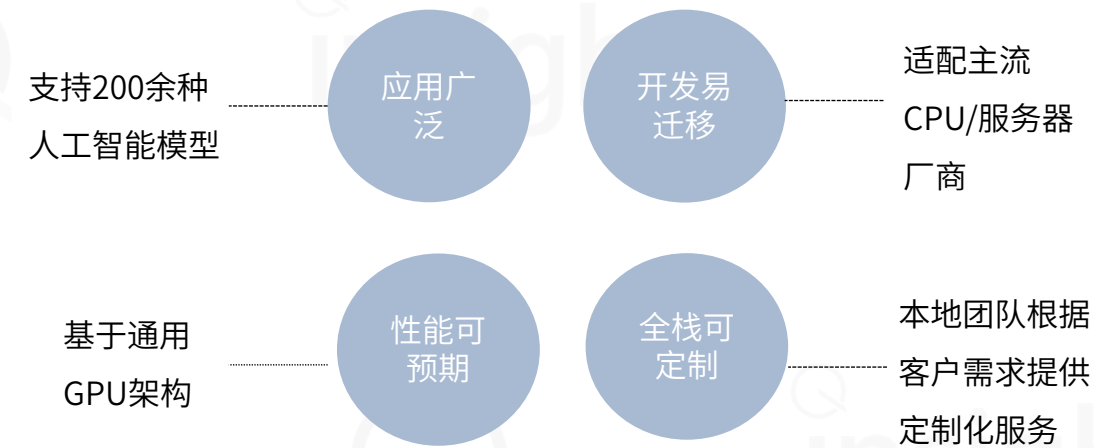 支持200余种
人工智能模型
应用广
泛
开发易
迁移
适配主流
CPU/服务器
厂商
基于通用
GPU架构
性能可
预期
全栈可
定制
本地团队根据
客户需求提供
定制化服务